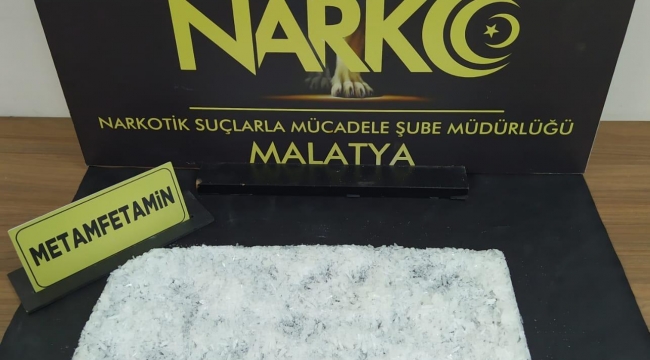 NARKO
NARKOTİK SUÇLARLA MÜCADELE ŞUBE MÜDÜRLÜĞÜ
MALATYA
METAMFETAMİN